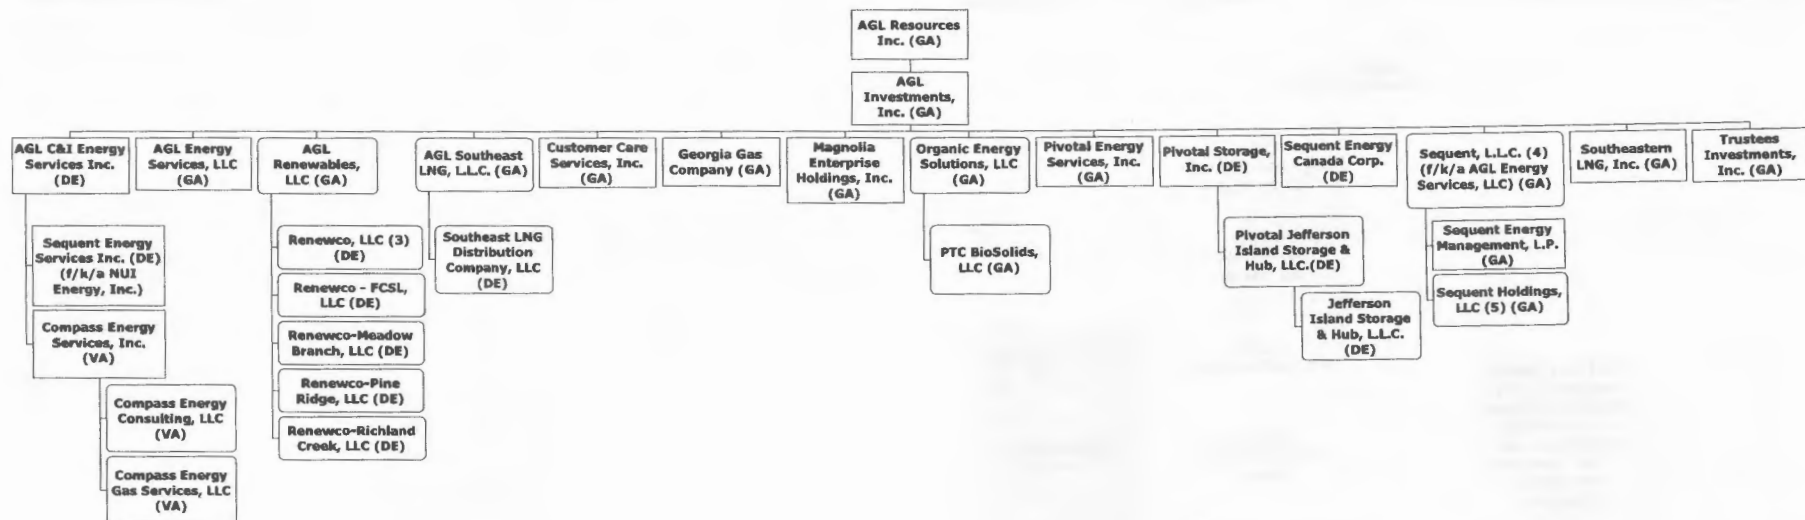 AGL Resources
Inc. (GA)
AGL
Investments,
Inc. (GA)
AGL C&I Energy
Services Inc.
(DE)
AGL Energy
Services, LLC
(GA)
AGL
Renewables,
LLC (GA)
AGL Southeast
LNG, L.L.C. (GA)
Customer Care
Services, Inc.
(GA)
Georgia Gas
Company (GA)
Magnolia
Enterprise
Holdings, Inc.
(GA)
Organic Energy
Solutions, LLC
(GA)
Pivotal Energy
Services, Inc.
(GA)
Pivotal Storage,
Inc. (DE)
Sequent Energy
Canada Corp.
(DE)
Sequent, L.L.C. (4)
(f/k/a AGL Energy
Services, LLC) (GA)
Southeastern
LNG, Inc. (GA)
Trustees
Investments,
Inc. (GA)
Sequent Energy
Services Inc. (DE)
(f/k/a NUI
Energy, Inc.)
Compass Energy
Services, Inc.
(VA)
Compass Energy
Consulting, LLC
(VA)
Compass Energy
Gas Services, LLC
(VA)
Renewco, LLC (3)
(DE)
Renewco - FCSL,
LLC (DE)
Renewco-Meadow
Branch, LLC (DE)
Renewco-Pine
Ridge, LLC (DE)
Renewco-Richland
Creek, LLC (DE)
Southeast LNG
Distribution
Company, LLC
(DE)
PTC BioSolids,
LLC (GA)
Pivotal Jefferson
Island Storage &
Hub, LLC.(DE)
Jefferson
Island Storage
& Hub, L.L.C.
(DE)
Sequent Energy
Management, L.P.
(GA)
Sequent Holdings,
LLC (5) (GA)